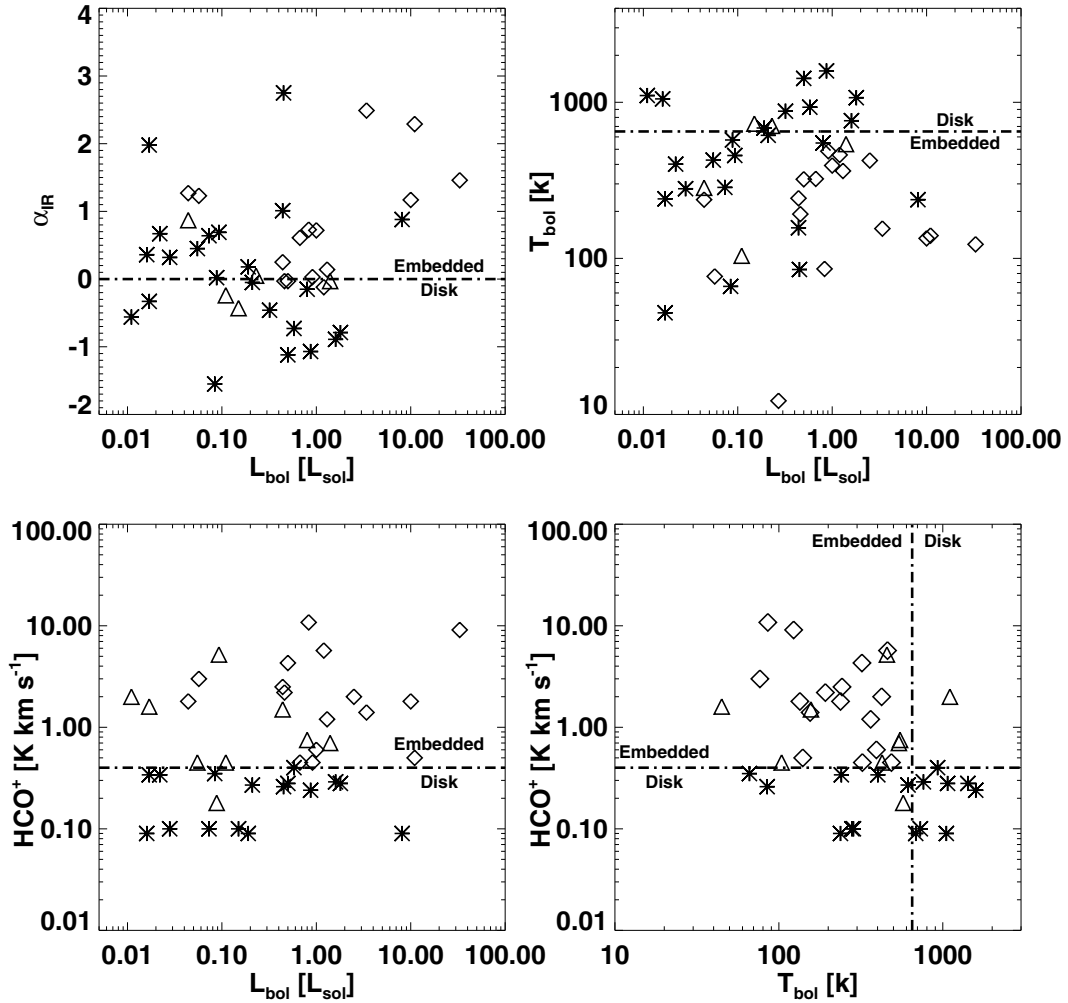 4
3
2
1
0
-1
-2
α_IR
Embedded
Disk
0.01 0.10 1.00 10.00 100.00
L_bol [L_sol]
1000
100
10
T_bol [k]
Disk
Embedded
0.01 0.10 1.00 10.00 100.00
L_bol [L_sol]
100.00
10.00
1.00
0.10
0.01
HCO⁺ [K km s⁻¹]
Embedded
Disk
0.01 0.10 1.00 10.00 100.00
L_bol [L_sol]
100.00
10.00
1.00
0.10
0.01
HCO⁺ [K km s⁻¹]
Embedded Disk
Embedded
Disk
10 100 1000
T_bol [k]